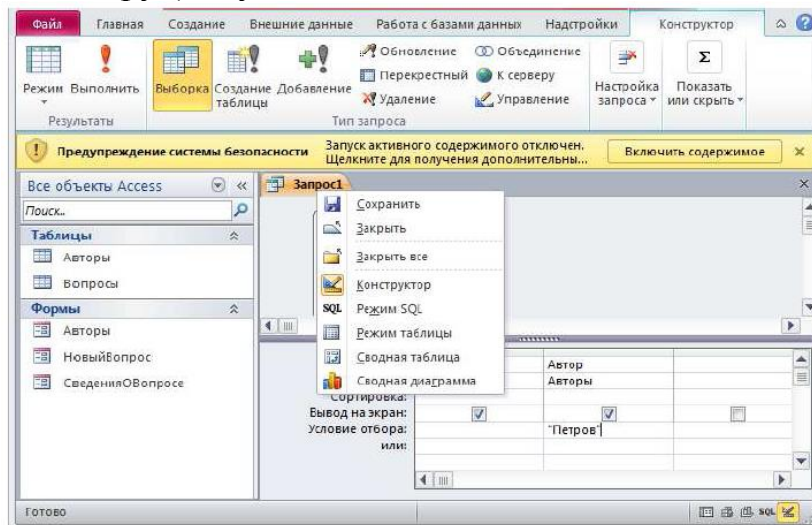 Файл Главная Создание Внешние данные Работа с базами данных Надстройки Конструктор
Режим Выполнить Выборка Создание таблицы Добавление
Обновление Объединение
Перекрестный К серверу
Удаление Управление
Настройка запроса Показать или скрыть
Результаты Тип запроса
Предупреждение системы безопасности Запуск активного содержимого отключен.
Щелкните для получения дополнительны... Включить содержимое
Все объекты Access
Поиск..
Таблицы
Авторы
Вопросы
Формы
Авторы
НовыйВопрос
СведенияОВопросе
Запрос1
Сохранить
Закрыть
Закрыть все
Конструктор
SQL Режим SQL
Режим таблицы
Сводная таблица
Сводная диаграмма
Автор
Авторы
Сортировка:
Вывод на экран:
Условие отбора: "Петров"
или:
Готово SQL